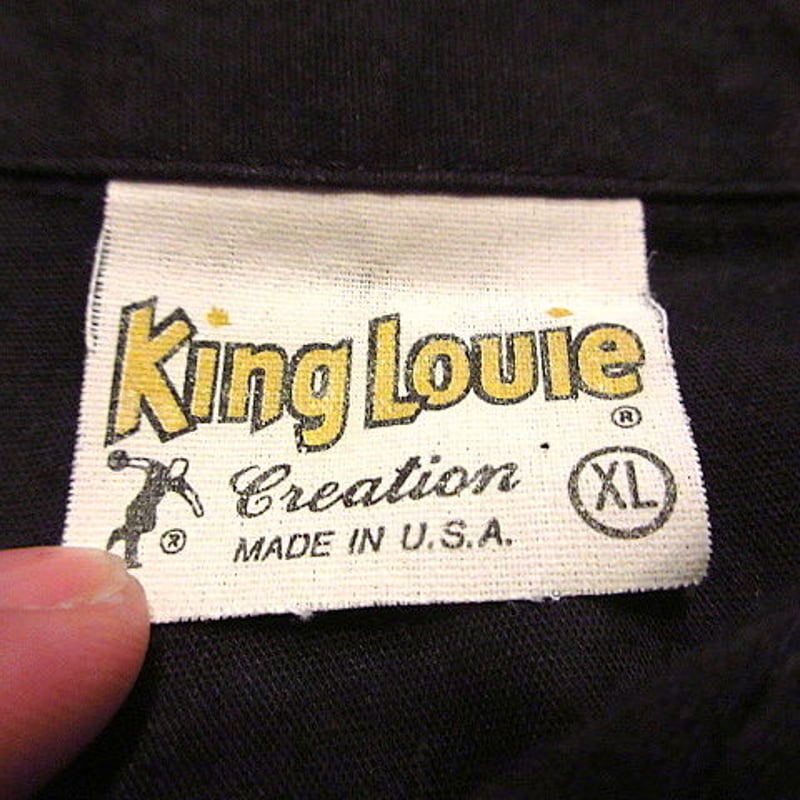 King Louie
®
Creation XL
®
MADE IN U.S.A.